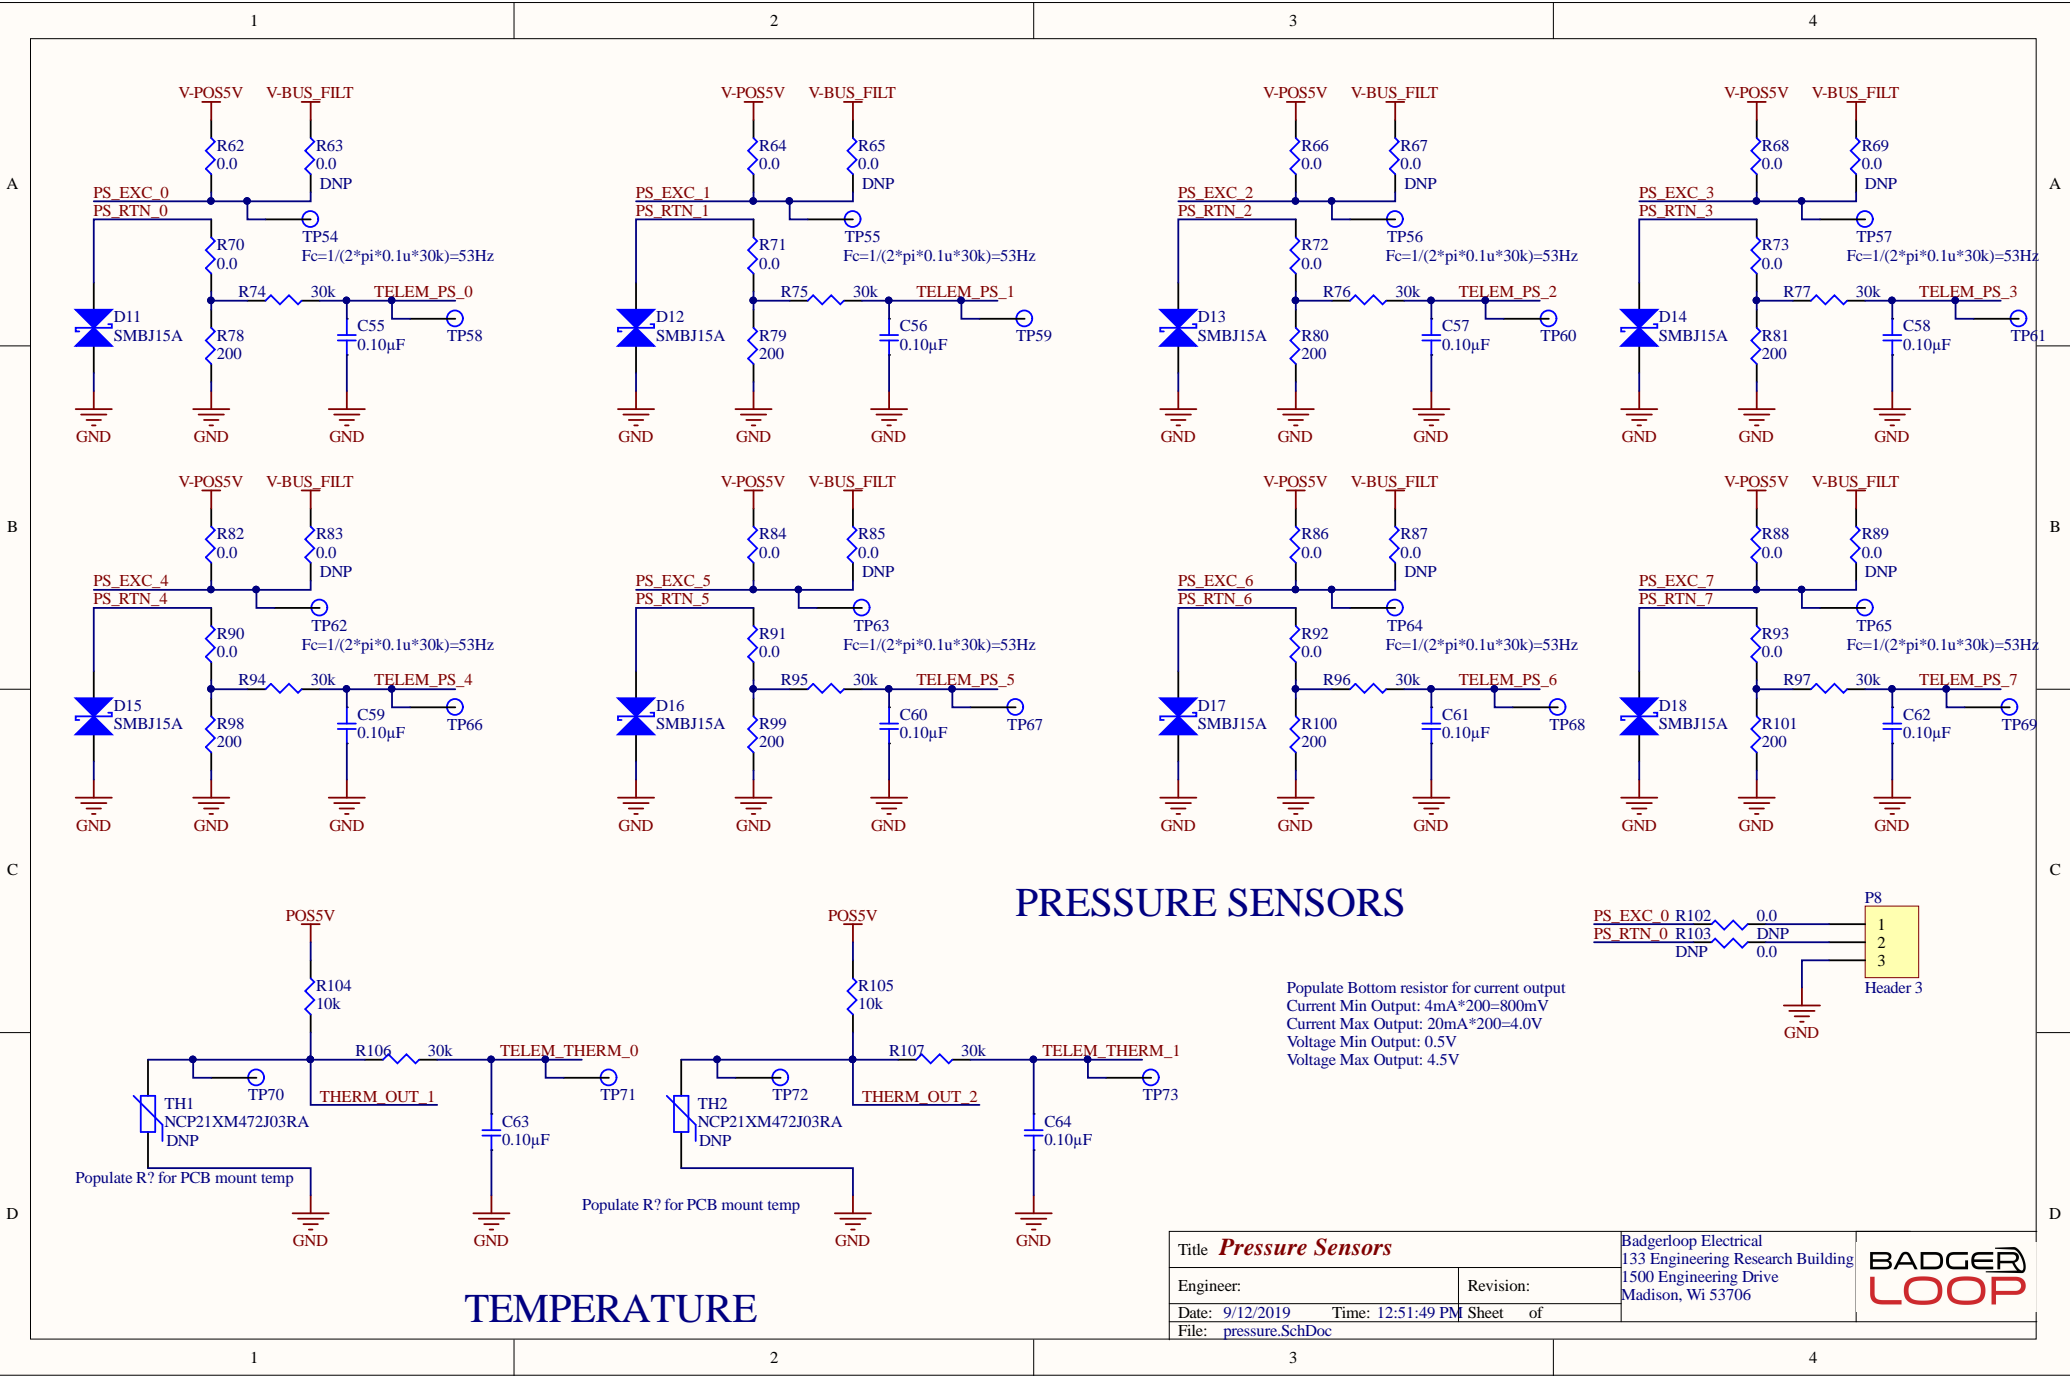 1 2 3 4
A A
V-POS5V V-BUS_FILT
R62
0.0
R63
0.0
DNP
PS_EXC_0
PS_RTN_0
TP54
Fc=1/(2*pi*0.1u*30k)=53Hz
R70
0.0
R74 30k TELEM_PS_0
D11
SMBJ15A
R78
200
C55
0.10µF
TP58
GND GND GND
V-POS5V V-BUS_FILT
R64
0.0
R65
0.0
DNP
PS_EXC_1
PS_RTN_1
TP55
Fc=1/(2*pi*0.1u*30k)=53Hz
R71
0.0
R75 30k TELEM_PS_1
D12
SMBJ15A
R79
200
C56
0.10µF
TP59
GND GND GND
V-POS5V V-BUS_FILT
R66
0.0
R67
0.0
DNP
PS_EXC_2
PS_RTN_2
TP56
Fc=1/(2*pi*0.1u*30k)=53Hz
R72
0.0
R76 30k TELEM_PS_2
D13
SMBJ15A
R80
200
C57
0.10µF
TP60
GND GND GND
V-POS5V V-BUS_FILT
R68
0.0
R69
0.0
DNP
PS_EXC_3
PS_RTN_3
TP57
Fc=1/(2*pi*0.1u*30k)=53Hz
R73
0.0
R77 30k TELEM_PS_3
D14
SMBJ15A
R81
200
C58
0.10µF
TP61
GND GND GND
B B
V-POS5V V-BUS_FILT
R82
0.0
R83
0.0
DNP
PS_EXC_4
PS_RTN_4
TP62
Fc=1/(2*pi*0.1u*30k)=53Hz
R90
0.0
R94 30k TELEM_PS_4
D15
SMBJ15A
R98
200
C59
0.10µF
TP66
GND GND GND
V-POS5V V-BUS_FILT
R84
0.0
R85
0.0
DNP
PS_EXC_5
PS_RTN_5
TP63
Fc=1/(2*pi*0.1u*30k)=53Hz
R91
0.0
R95 30k TELEM_PS_5
D16
SMBJ15A
R99
200
C60
0.10µF
TP67
GND GND GND
V-POS5V V-BUS_FILT
R86
0.0
R87
0.0
DNP
PS_EXC_6
PS_RTN_6
TP64
Fc=1/(2*pi*0.1u*30k)=53Hz
R92
0.0
R96 30k TELEM_PS_6
D17
SMBJ15A
R100
200
C61
0.10µF
TP68
GND GND GND
V-POS5V V-BUS_FILT
R88
0.0
R89
0.0
DNP
PS_EXC_7
PS_RTN_7
TP65
Fc=1/(2*pi*0.1u*30k)=53Hz
R93
0.0
R97 30k TELEM_PS_7
D18
SMBJ15A
R101
200
C62
0.10µF
TP69
GND GND GND
C C
PRESSURE SENSORS
P8
PS_EXC_0 R102 0.0 1
PS_RTN_0 R103 DNP 2
DNP 0.0 3
Header 3
GND
Populate Bottom resistor for current output
Current Min Output: 4mA*200=800mV
Current Max Output: 20mA*200=4.0V
Voltage Min Output: 0.5V
Voltage Max Output: 4.5V
POS5V
R104
10k
R106 30k TELEM_THERM_0
TP70 TP71
THERM_OUT_1
TH1
NCP21XM472J03RA
DNP
C63
0.10µF
Populate R? for PCB mount temp
GND GND
POS5V
R105
10k
R107 30k TELEM_THERM_1
TP72 TP73
THERM_OUT_2
TH2
NCP21XM472J03RA
DNP
C64
0.10µF
Populate R? for PCB mount temp
GND GND
D D
TEMPERATURE
Title Pressure Sensors
Engineer: Revision:
Date: 9/12/2019 Time: 12:51:49 PM Sheet of
File: pressure.SchDoc
Badgerloop Electrical
133 Engineering Research Building
1500 Engineering Drive
Madison, Wi 53706
BADGER
LOOP
1 2 3 4